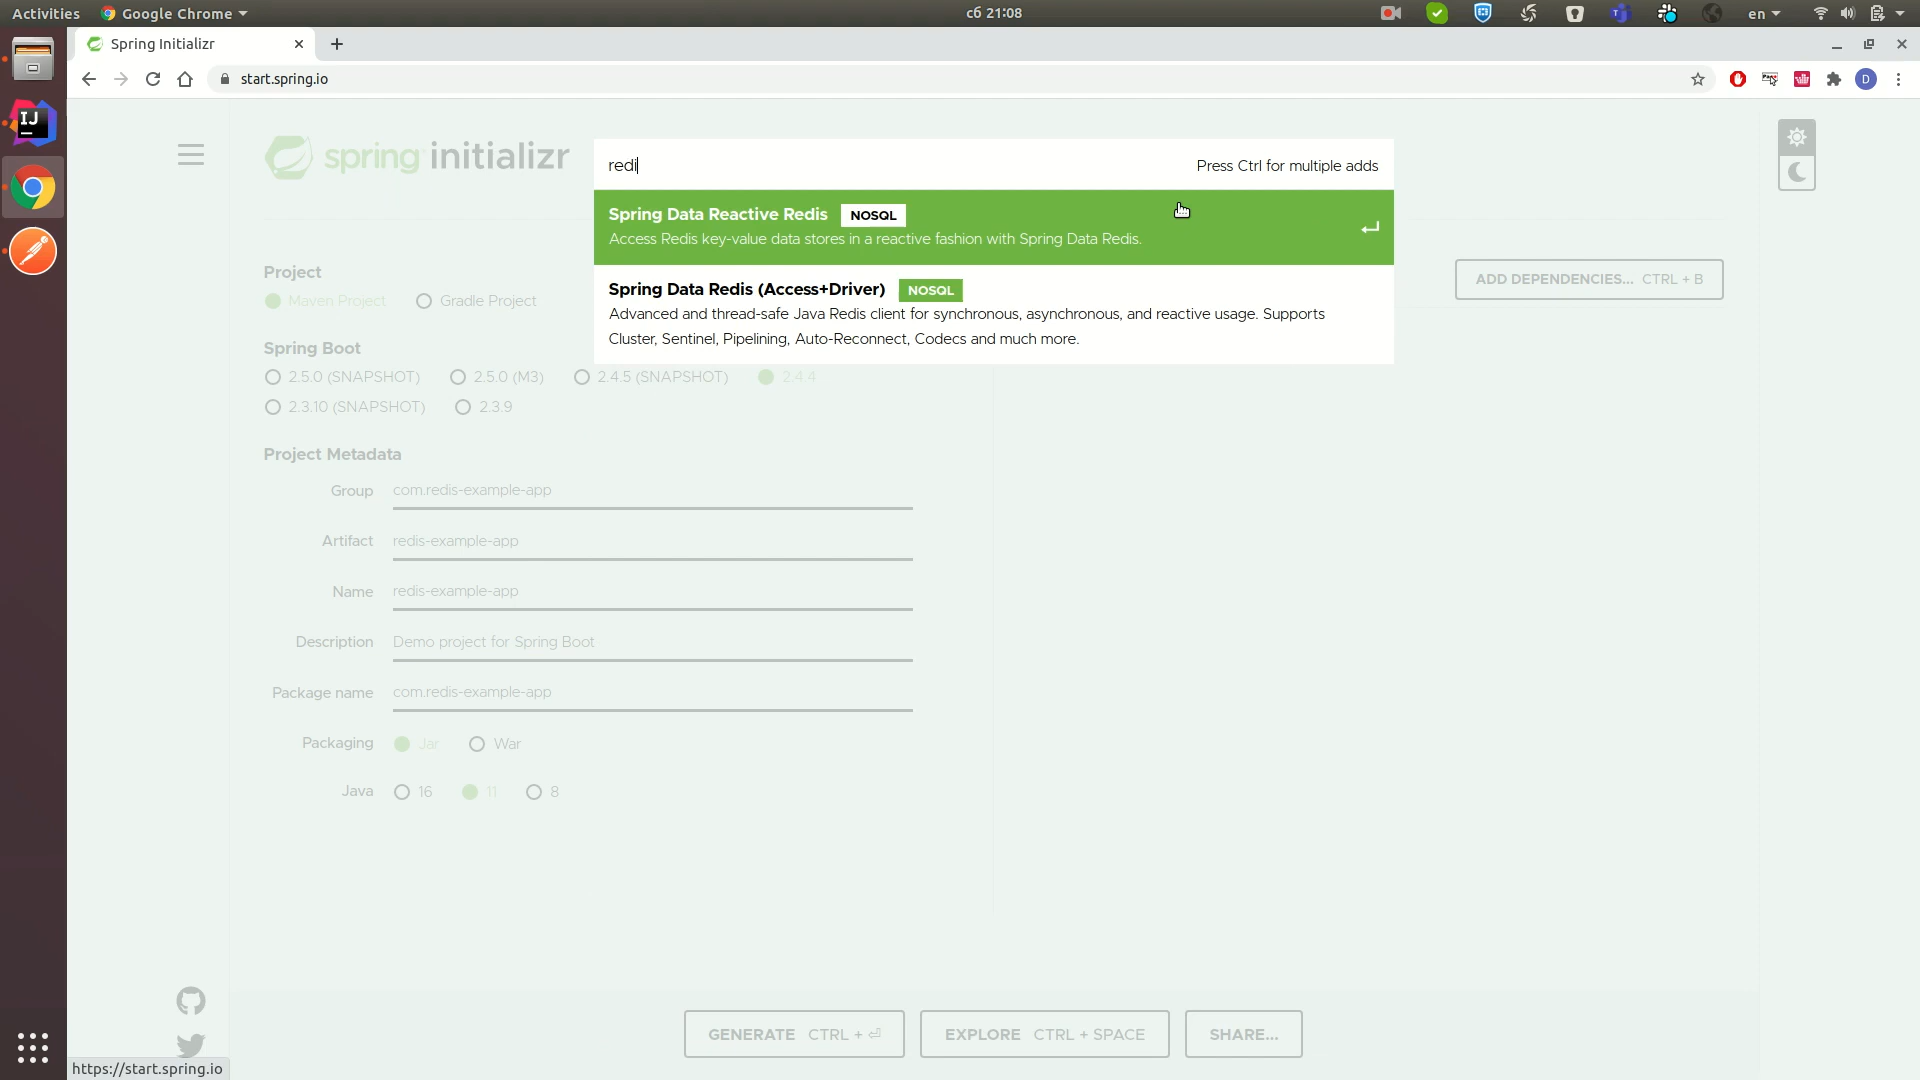 Activities Google Chrome сб 21:08 en
Spring Initializr
start.spring.io D
spring initializr
redi Press Ctrl for multiple adds
Spring Data Reactive Redis NOSQL
Access Redis key-value data stores in a reactive fashion with Spring Data Redis.
Spring Data Redis (Access+Driver) NOSQL
Advanced and thread-safe Java Redis client for synchronous, asynchronous, and reactive usage. Supports
Cluster, Sentinel, Pipelining, Auto-Reconnect, Codecs and much more.
Project
Maven Project Gradle Project
ADD DEPENDENCIES... CTRL + B
Spring Boot
2.5.0 (SNAPSHOT) 2.5.0 (M3) 2.4.5 (SNAPSHOT) 2.4.4
2.3.10 (SNAPSHOT) 2.3.9
Project Metadata
Group com.redis-example-app
Artifact redis-example-app
Name redis-example-app
Description Demo project for Spring Boot
Package name com.redis-example-app
Packaging Jar War
Java 16 11 8
GENERATE CTRL + ⏎ EXPLORE CTRL + SPACE SHARE...
https://start.spring.io
IJ